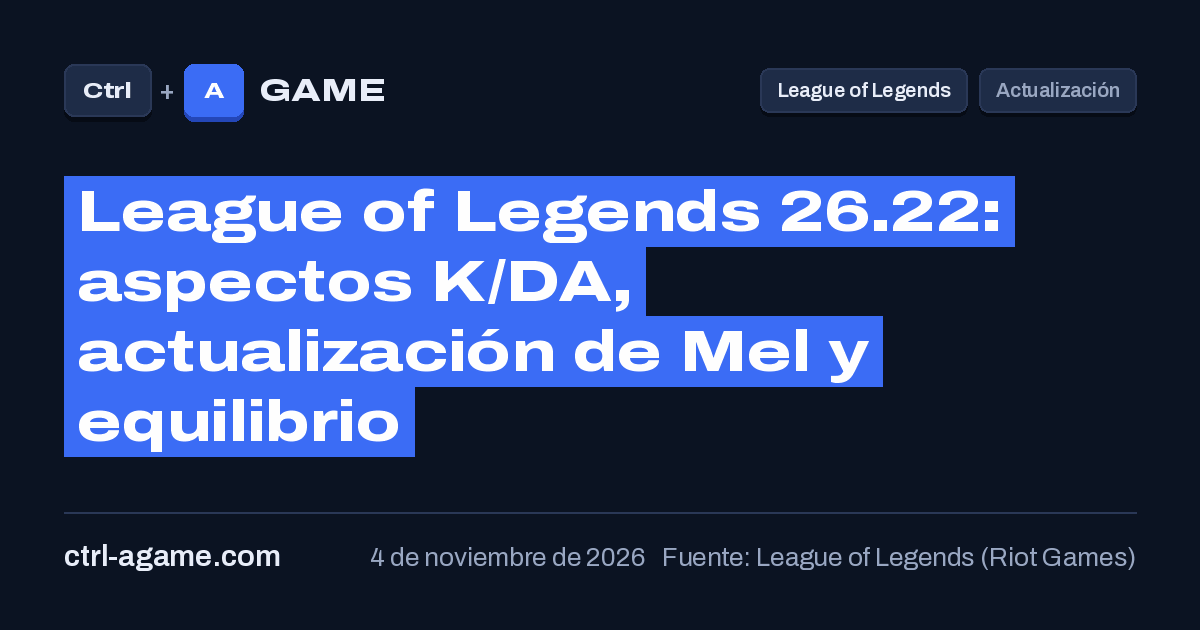 Ctrl + A GAME
League of Legends Actualización
League of Legends 26.22:
aspectos K/DA,
actualización de Mel y
equilibrio
ctrl-agame.com 4 de noviembre de 2026 Fuente: League of Legends (Riot Games)